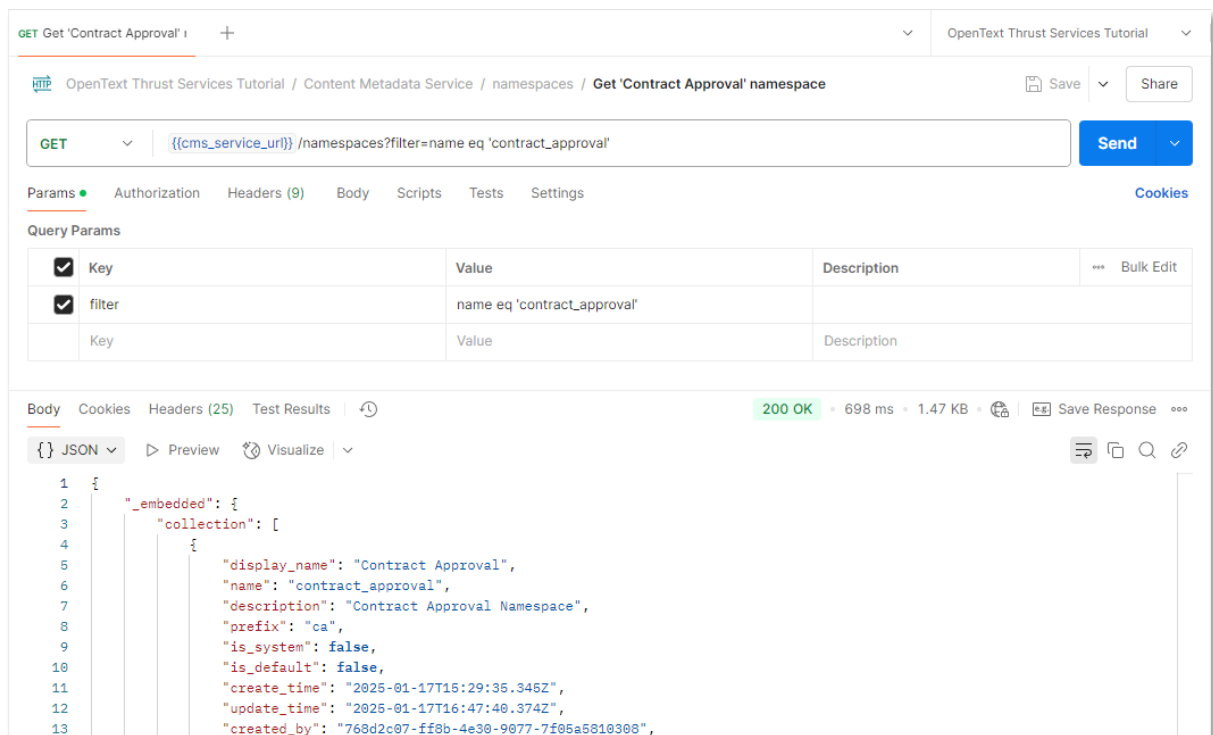 GET Get 'Contract Approval' +
OpenText Thrust Services Tutorial
HTTP OpenText Thrust Services Tutorial / Content Metadata Service / namespaces / Get 'Contract Approval' namespace
Save
Share
GET {{cms_service_url}} /namespaces?filter=name eq 'contract_approval'
Send
Params Authorization Headers (9) Body Scripts Tests Settings Cookies
Query Params
Key Value Description ••• Bulk Edit
filter name eq 'contract_approval'
Key Value Description
Body Cookies Headers (25) Test Results 200 OK • 698 ms • 1.47 KB • e.g. Save Response •••
{} JSON Preview Visualize
1 {
2 "_embedded": {
3 "collection": [
4 {
5 "display_name": "Contract Approval",
6 "name": "contract_approval",
7 "description": "Contract Approval Namespace",
8 "prefix": "ca",
9 "is_system": false,
10 "is_default": false,
11 "create_time": "2025-01-17T15:29:35.345Z",
12 "update_time": "2025-01-17T16:47:40.374Z",
13 "created_by": "768d2c07-ff8b-4e30-9077-7f05a5810308",